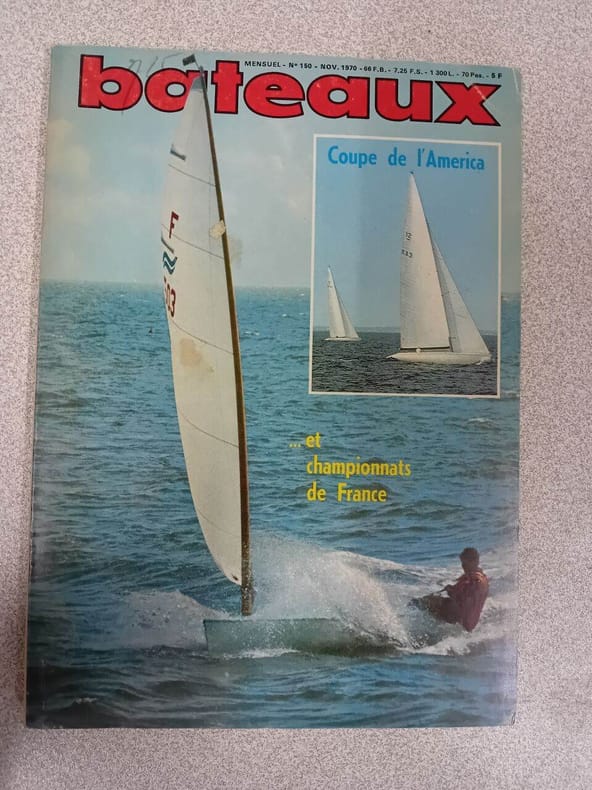 MENSUEL - N° 150 - NOV. 1970 - 66 F.B. - 7,25 F.S. - 1 300 L. - 70 Pes. - 5 F
bateaux
Coupe de l'America
12
F
...et
championnats
de France